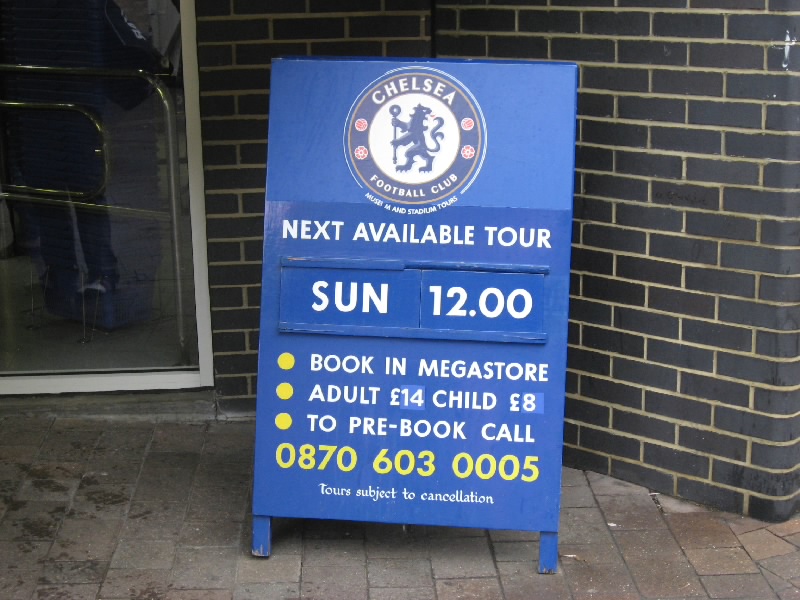 CHELSEA
FOOTBALL CLUB
MUSEUM AND STADIUM TOURS
NEXT AVAILABLE TOUR
SUN 12.00
BOOK IN MEGASTORE
ADULT £14 CHILD £8
TO PRE-BOOK CALL
0870 603 0005
Tours subject to cancellation